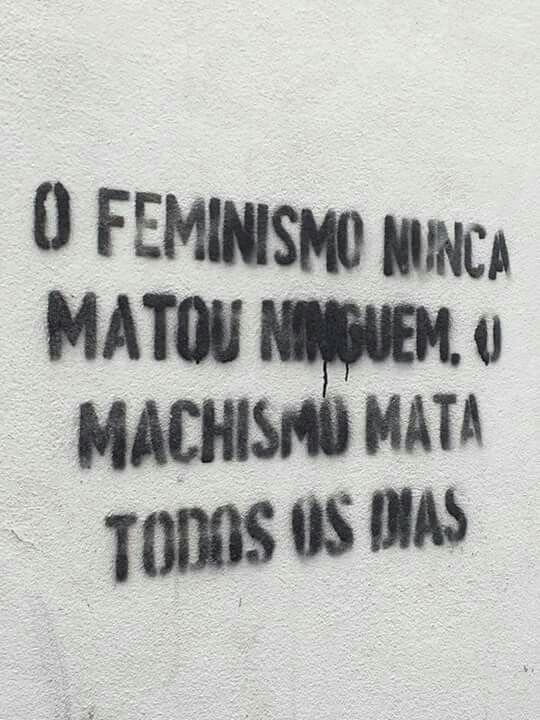 O FEMINISMO NUNCA
MATOU NINGUEM. O
MACHISMO MATA
TODOS OS DIAS